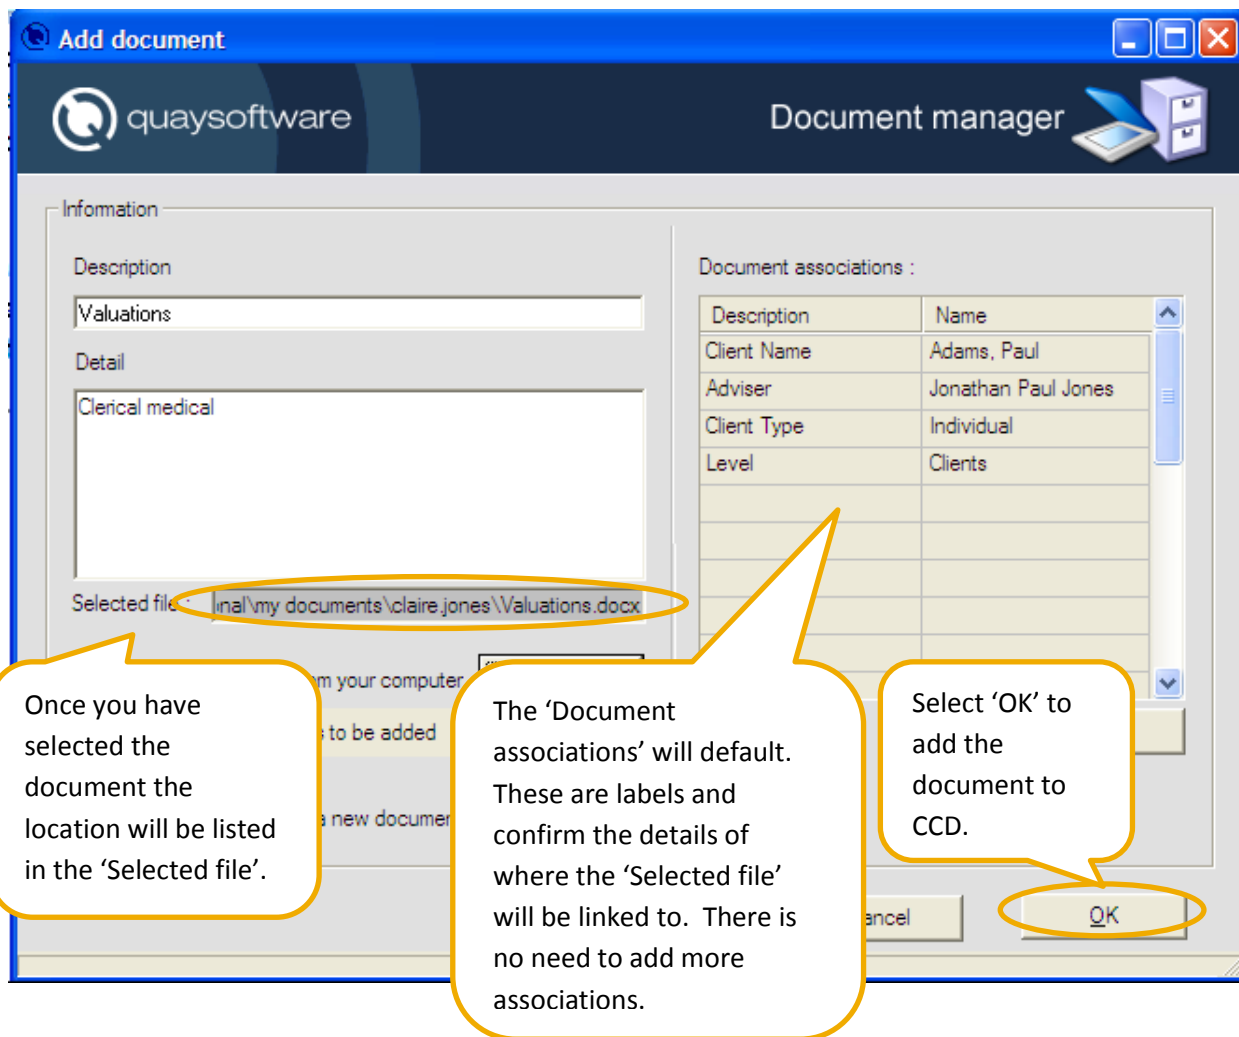 Add document
quaysoftware
Document manager
Information
Description
Valuations
Detail
Clerical medical
Selected file :
onal\my documents\claire.jones\Valuations.docx
Document associations :
Description Name
Client Name Adams, Paul
Adviser Jonathan Paul Jones
Client Type Individual
Level Clients
your computer
to be added
new
Once you have
selected the
document the
location will be listed
in the ‘Selected file’.
The ‘Document
associations’ will default.
These are labels and
confirm the details of
where the ‘Selected file’
will be linked to.  There is
no need to add more
associations.
Select ‘OK’ to
add the
document to
CCD.
ancel
OK